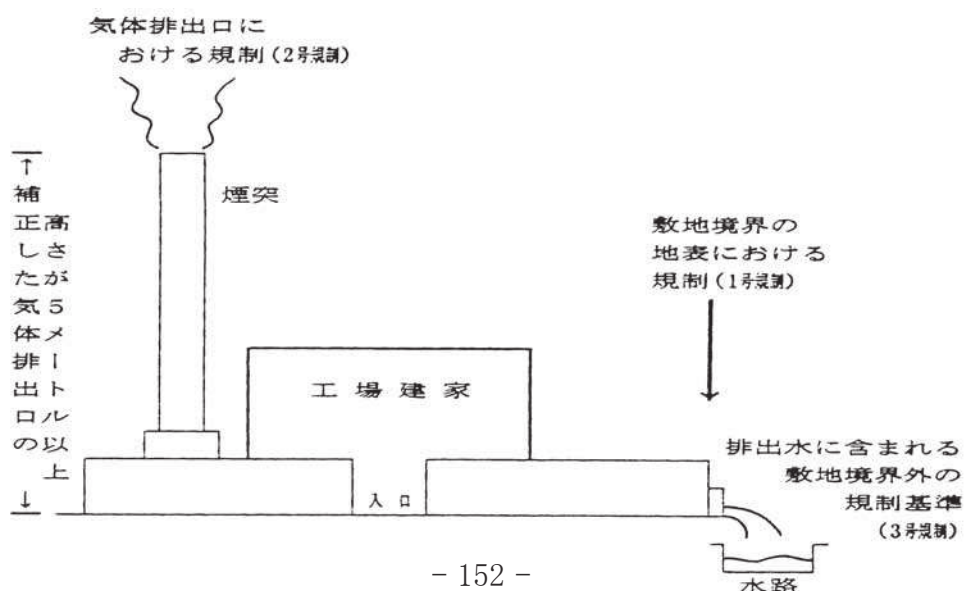 気体排出口に
おける規制(2号規制)
煙突
補正した気体排出口の
高さが5メートル以上
敷地境界の
地表における
規制(1号規制)
工場建家
入口
排出水に含まれる
敷地境界外の
規制基準
(3号規制)
水路
- 152 -